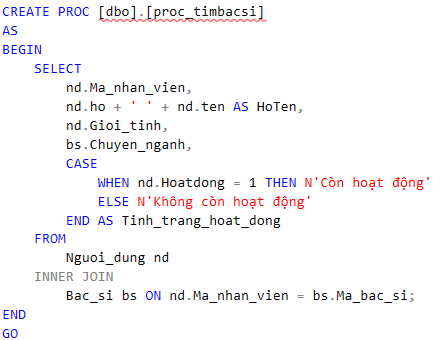 CREATE PROC [dbo].[proc_timbacsi]
AS
BEGIN
    SELECT
        nd.Ma_nhan_vien,
        nd.ho + ' ' + nd.ten AS HoTen,
        nd.Gioi_tinh,
        bs.Chuyen_nganh,
        CASE
            WHEN nd.Hoatdong = 1 THEN N'Còn hoạt động'
            ELSE N'Không còn hoạt động'
        END AS Tinh_trang_hoat_dong
    FROM
        Nguoi_dung nd
    INNER JOIN
        Bac_si bs ON nd.Ma_nhan_vien = bs.Ma_bac_si;
END
GO